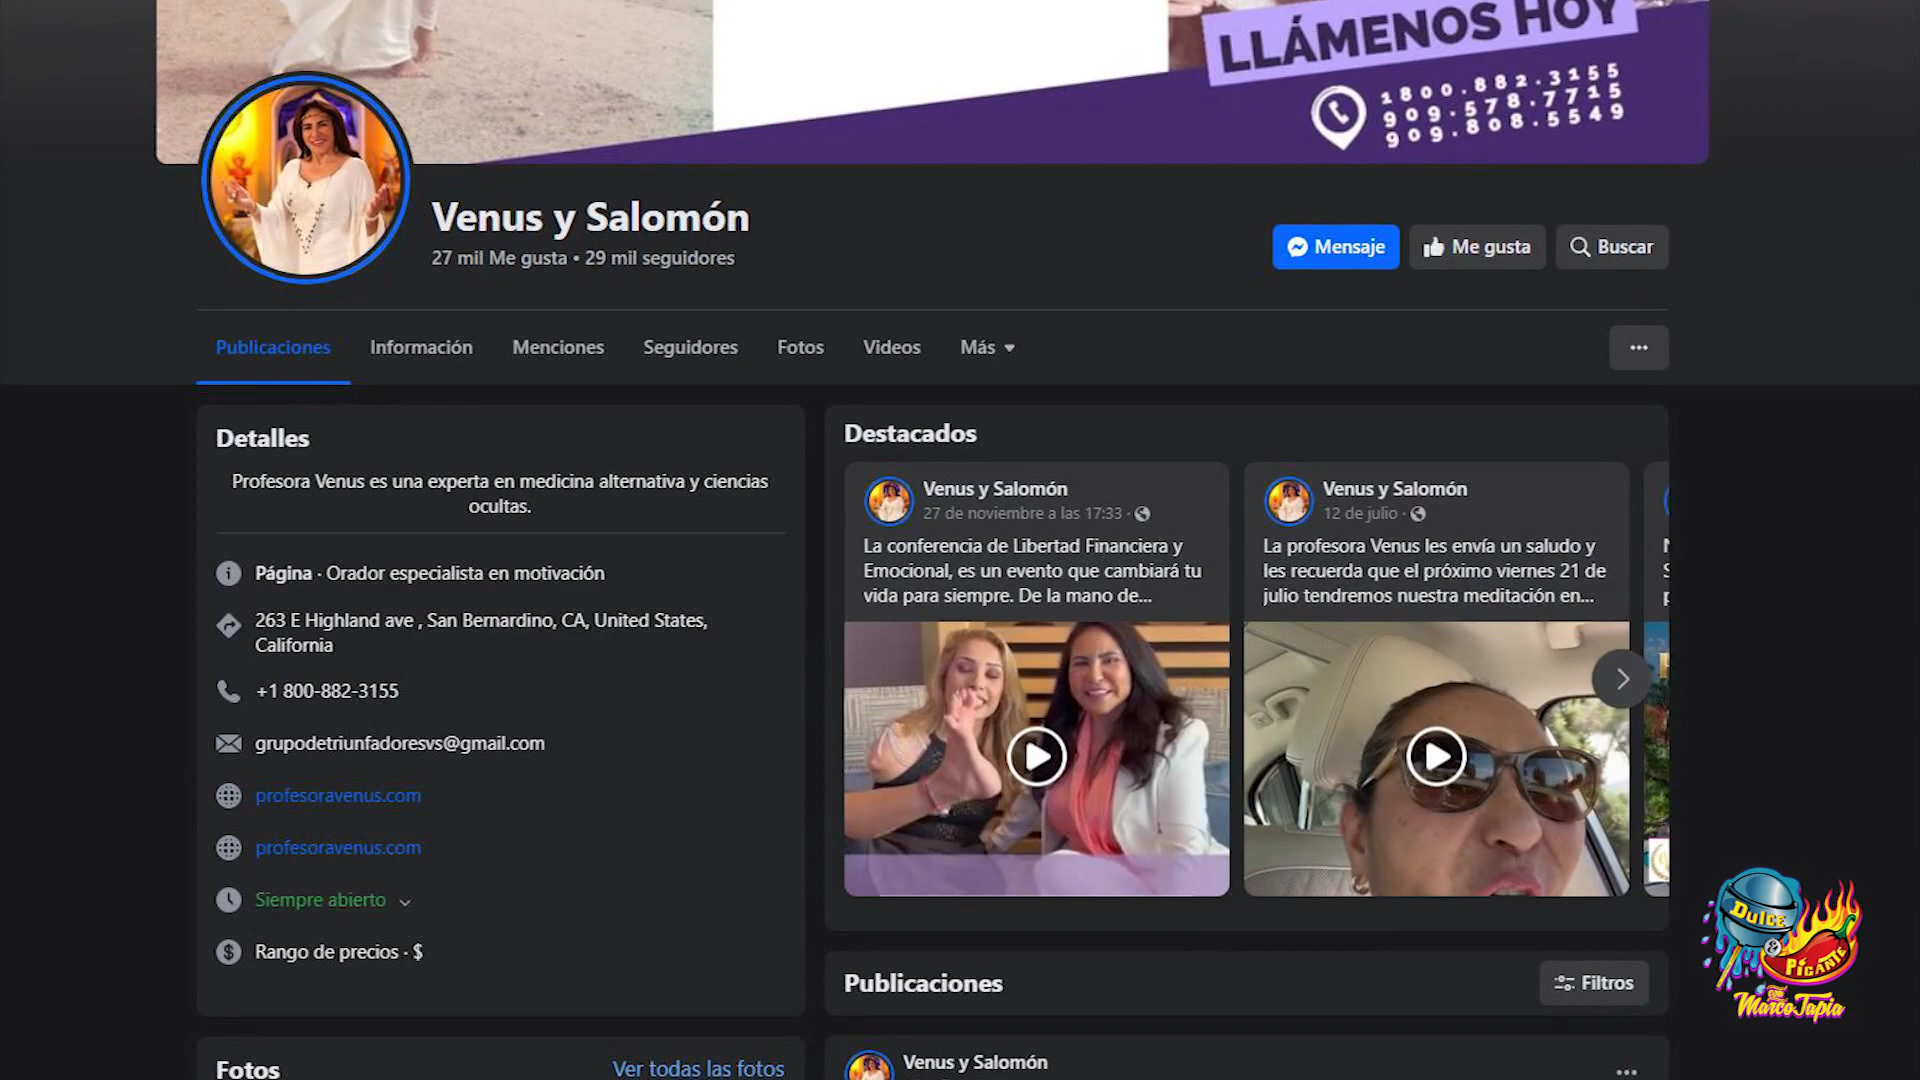 LLÁMENOS HOY
1800.882.3155
909.578.7715
909.808.5549
Venus y Salomón
27 mil Me gusta • 29 mil seguidores
Mensaje
Me gusta
Buscar
Publicaciones
Información
Menciones
Seguidores
Fotos
Videos
Más
Detalles
Profesora Venus es una experta en medicina alternativa y ciencias
ocultas.
Página · Orador especialista en motivación
263 E Highland ave , San Bernardino, CA, United States,
California
+1 800-882-3155
grupodetriunfadoresvs@gmail.com
profesoravenus.com
profesoravenus.com
Siempre abierto
Rango de precios · $
Fotos
Ver todas las fotos
Destacados
Venus y Salomón
27 de noviembre a las 17:33 ·
La conferencia de Libertad Financiera y
Emocional, es un evento que cambiará tu
vida para siempre. De la mano de...
Venus y Salomón
12 de julio ·
La profesora Venus les envía un saludo y
les recuerda que el próximo viernes 21 de
julio tendremos nuestra meditación en...
Publicaciones
Filtros
Venus y Salomón
Dulce
&
Picante
con
Marco Tapia